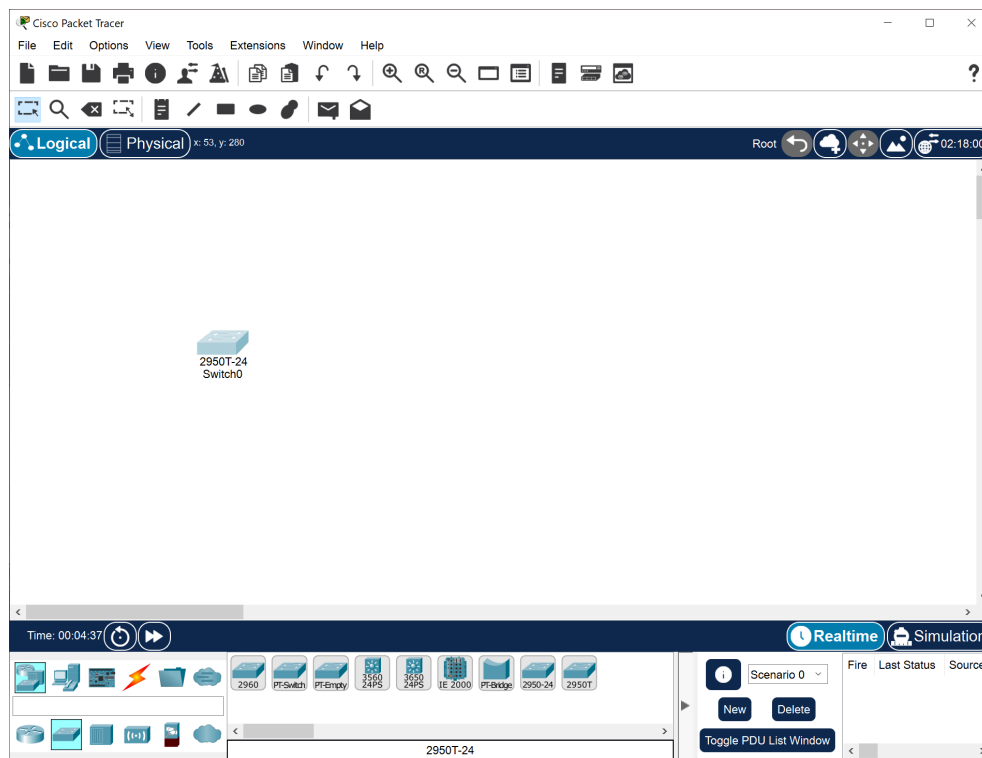 Cisco Packet Tracer
File Edit Options View Tools Extensions Window Help
?
Logical Physical x: 53, y: 280 Root 02:18:00
2950T-24
Switch0
Time: 00:04:37 Realtime Simulation
2960 PT-Switch PT-Empty 3560 24PS 3650 24PS IE 2000 PT-Bridge 2950-24 2950T
Scenario 0
Fire Last Status Source
New Delete
Toggle PDU List Window
2950T-24